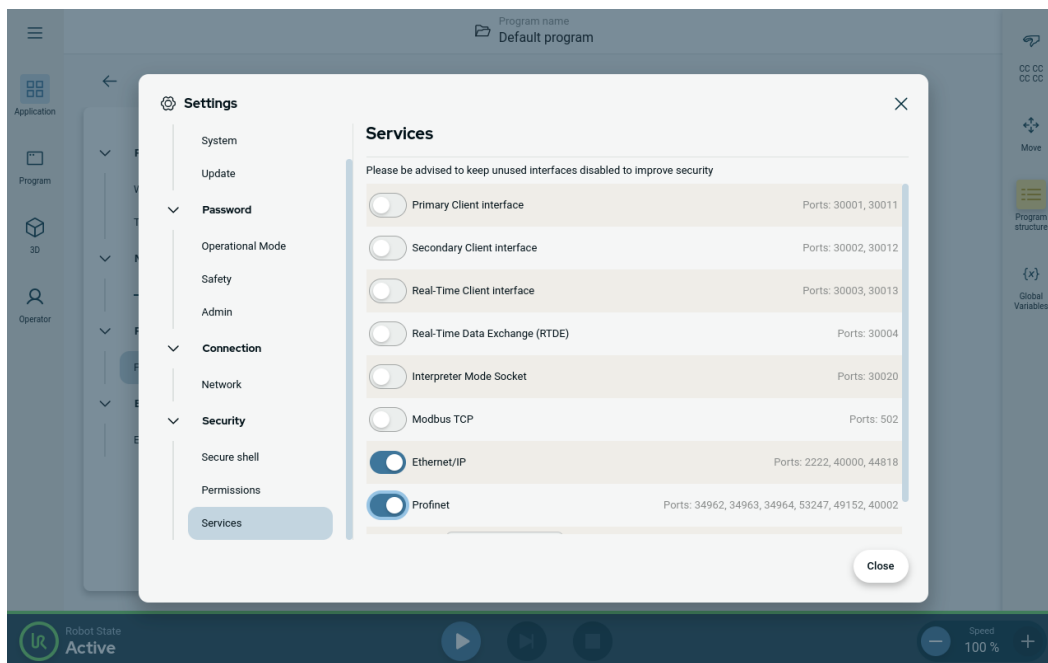 Program name
Default program
Application
Program
3D
Operator
Settings
System
Update
Password
Operational Mode
Safety
Admin
Connection
Network
Security
Secure shell
Permissions
Services
Services
Please be advised to keep unused interfaces disabled to improve security
Primary Client interface Ports: 30001, 30011
Secondary Client interface Ports: 30002, 30012
Real-Time Client interface Ports: 30003, 30013
Real-Time Data Exchange (RTDE) Ports: 30004
Interpreter Mode Socket Ports: 30020
Modbus TCP Ports: 502
Ethernet/IP Ports: 2222, 40000, 44818
Profinet Ports: 34962, 34963, 34964, 53247, 49152, 40002
Close
CC CC
CC CC
Move
Program
structure
{x}
Global
Variables
Robot State
Active
Speed
100 %